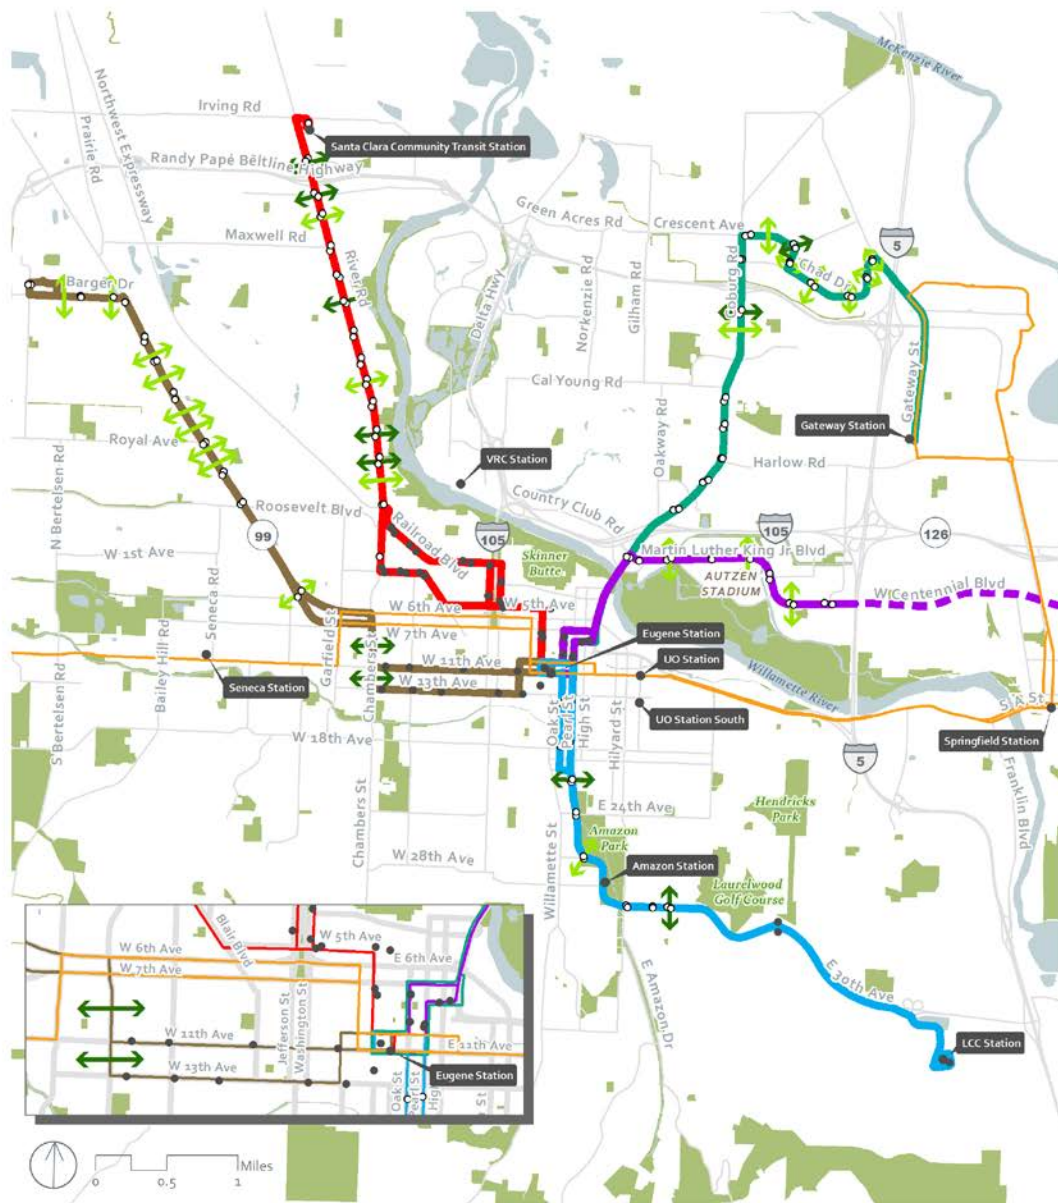 McKenzie River
Irving Rd
Northwest Expressway
Prairie Rd
Santa Clara Community Transit Station
Randy Papé Beltline Highway
Green Acres Rd
Crescent Ave
5
Maxwell Rd
River Rd
Delta Hwy
Norkenzie Rd
Gilham Rd
Coburg Rd
Chad Dr
Barger Dr
Cal Young Rd
Gateway St
Gateway Station
Royal Ave
N Bertelsen Rd
VRC Station
Oakway Rd
Harlow Rd
Roosevelt Blvd
Railroad Blvd
Country Club Rd
99
105
105
126
W 1st Ave
Skinner
Butte
Martin Luther King Jr Blvd
AUTZEN
STADIUM
W Centennial Blvd
Seneca Rd
Bailey Hill Rd
W 6th Ave
W 5th Ave
W 7th Ave
Garfield St
Chambers St
Eugene Station
W 11th Ave
UO Station
Willamette River
Seneca Station
W 13th Ave
S Bertelsen Rd
UO Station South
S A St
Springfield Station
Oak St
Pearl St
High St
Hilyard St
W 18th Ave
5
Franklin Blvd
Chambers St
E 24th Ave
Hendricks
Park
Amazon
Park
W 28th Ave
Willamette St
Amazon Station
Laurelwood
Golf Course
E 30th Ave
E Amazon Dr
LCC Station
Blair Blvd
W 5th Ave
W 6th Ave
E 6th Ave
W 7th Ave
Jefferson St
Washington St
W 11th Ave
E 11th Ave
W 13th Ave
Eugene Station
Oak St
Pearl St
High
St
Miles
0 0.5 1